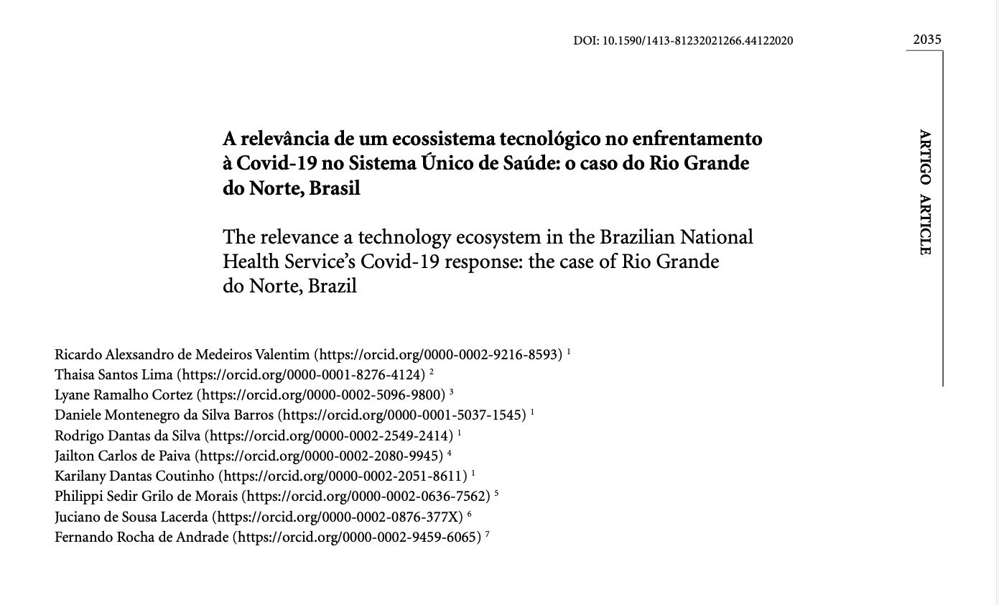 DOI: 10.1590/1413-81232021266.44122020
2035
ARTIGO ARTICLE
A relevância de um ecossistema tecnológico no enfrentamento
à Covid-19 no Sistema Único de Saúde: o caso do Rio Grande
do Norte, Brasil
The relevance a technology ecosystem in the Brazilian National
Health Service’s Covid-19 response: the case of Rio Grande
do Norte, Brazil
Ricardo Alexsandro de Medeiros Valentim (https://orcid.org/0000-0002-9216-8593) ¹
Thaisa Santos Lima (https://orcid.org/0000-0001-8276-4124) ²
Lyane Ramalho Cortez (https://orcid.org/0000-0002-5096-9800) ³
Daniele Montenegro da Silva Barros (https://orcid.org/0000-0001-5037-1545) ¹
Rodrigo Dantas da Silva (https://orcid.org/0000-0002-2549-2414) ¹
Jailton Carlos de Paiva (https://orcid.org/0000-0002-2080-9945) ⁴
Karilany Dantas Coutinho (https://orcid.org/0000-0002-2051-8611) ¹
Philippi Sedir Grilo de Morais (https://orcid.org/0000-0002-0636-7562) ⁵
Juciano de Sousa Lacerda (https://orcid.org/0000-0002-0876-377X) ⁶
Fernando Rocha de Andrade (https://orcid.org/0000-0002-9459-6065) ⁷